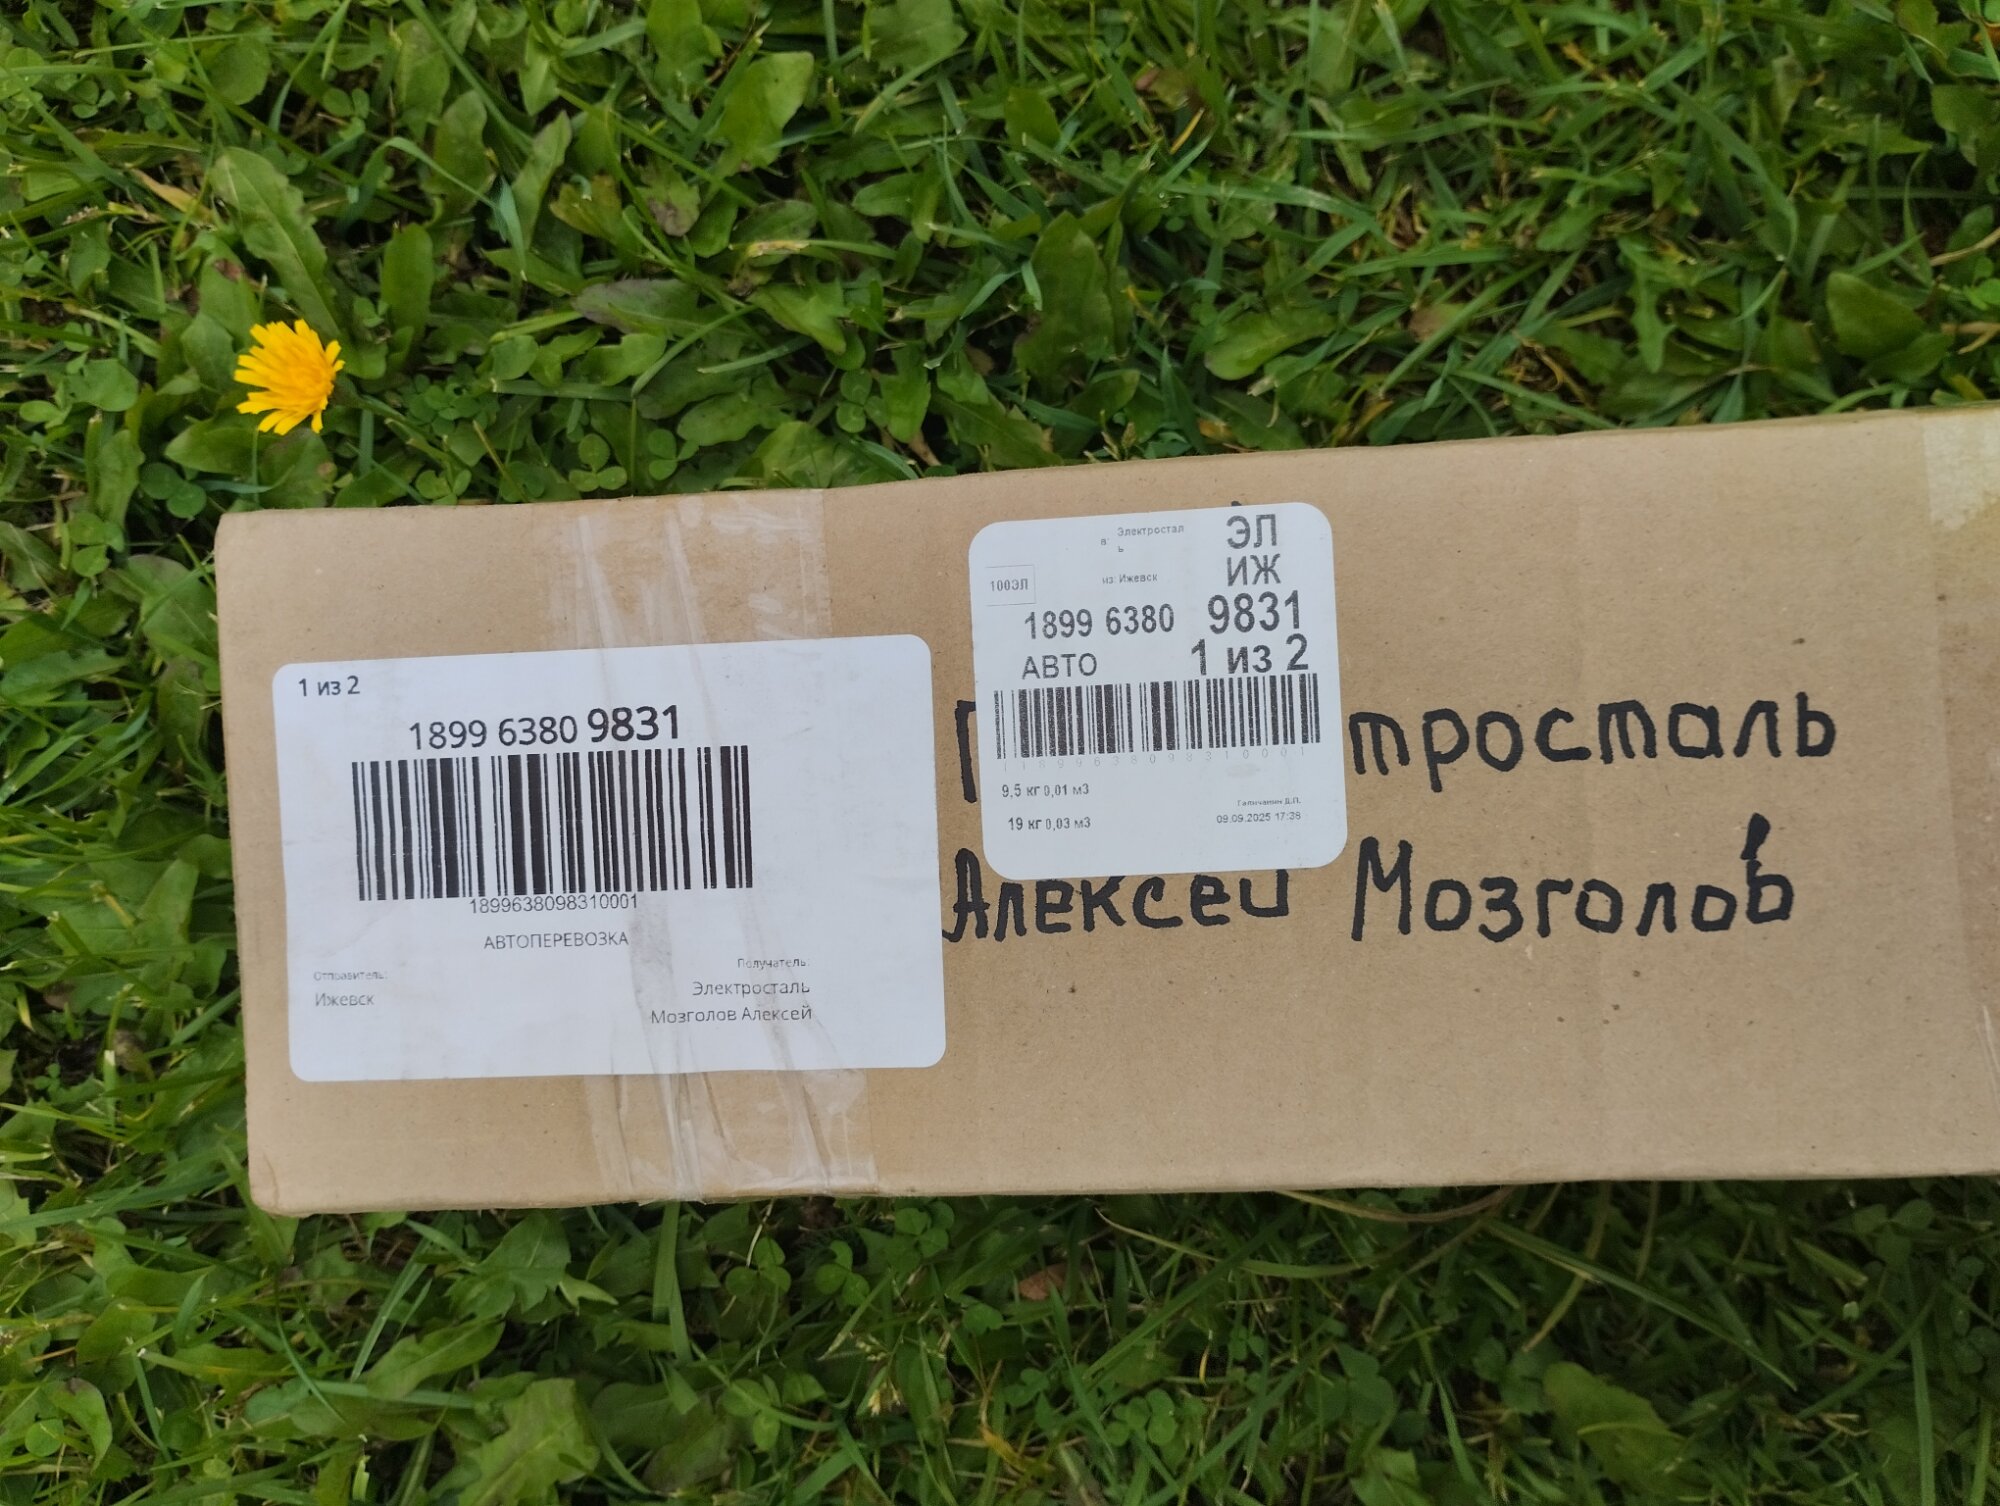 1 из 2
1899 6380 9831
1899638098310001
АВТОПЕРЕВОЗКА
Отправитель:
Ижевск
Получатель:
Электросталь
Мозголов Алексей
в: Электростал
ь
ЭЛ
100ЭЛ
из: Ижевск
ИЖ
1899 6380 9831
АВТО 1 из 2
9,5 кг 0,01 м3
19 кг 0,03 м3
Галичанин Д.П.
09.09.2025 17:38
тросталь
Алексей Мозголов